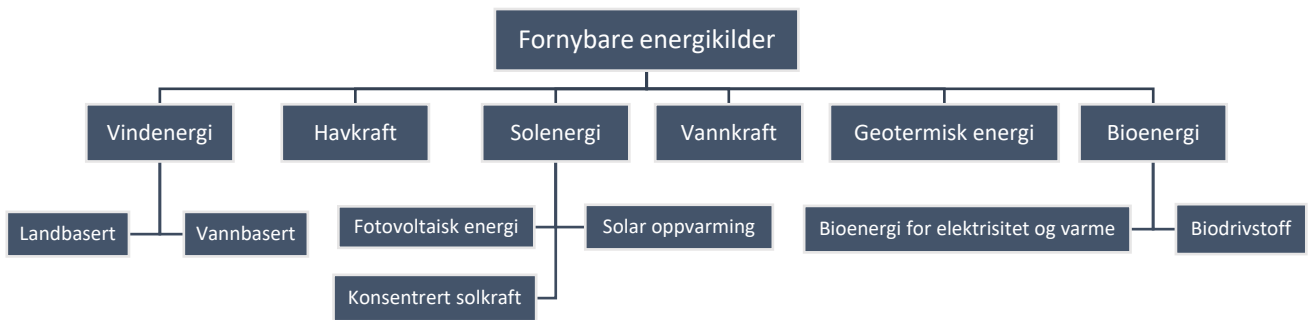 Fornybare energikilder
Vindenergi
Havkraft
Solenergi
Vannkraft
Geotermisk energi
Bioenergi
Landbasert
Vannbasert
Fotovoltaisk energi
Solar oppvarming
Bioenergi for elektrisitet og varme
Biodrivstoff
Konsentrert solkraft